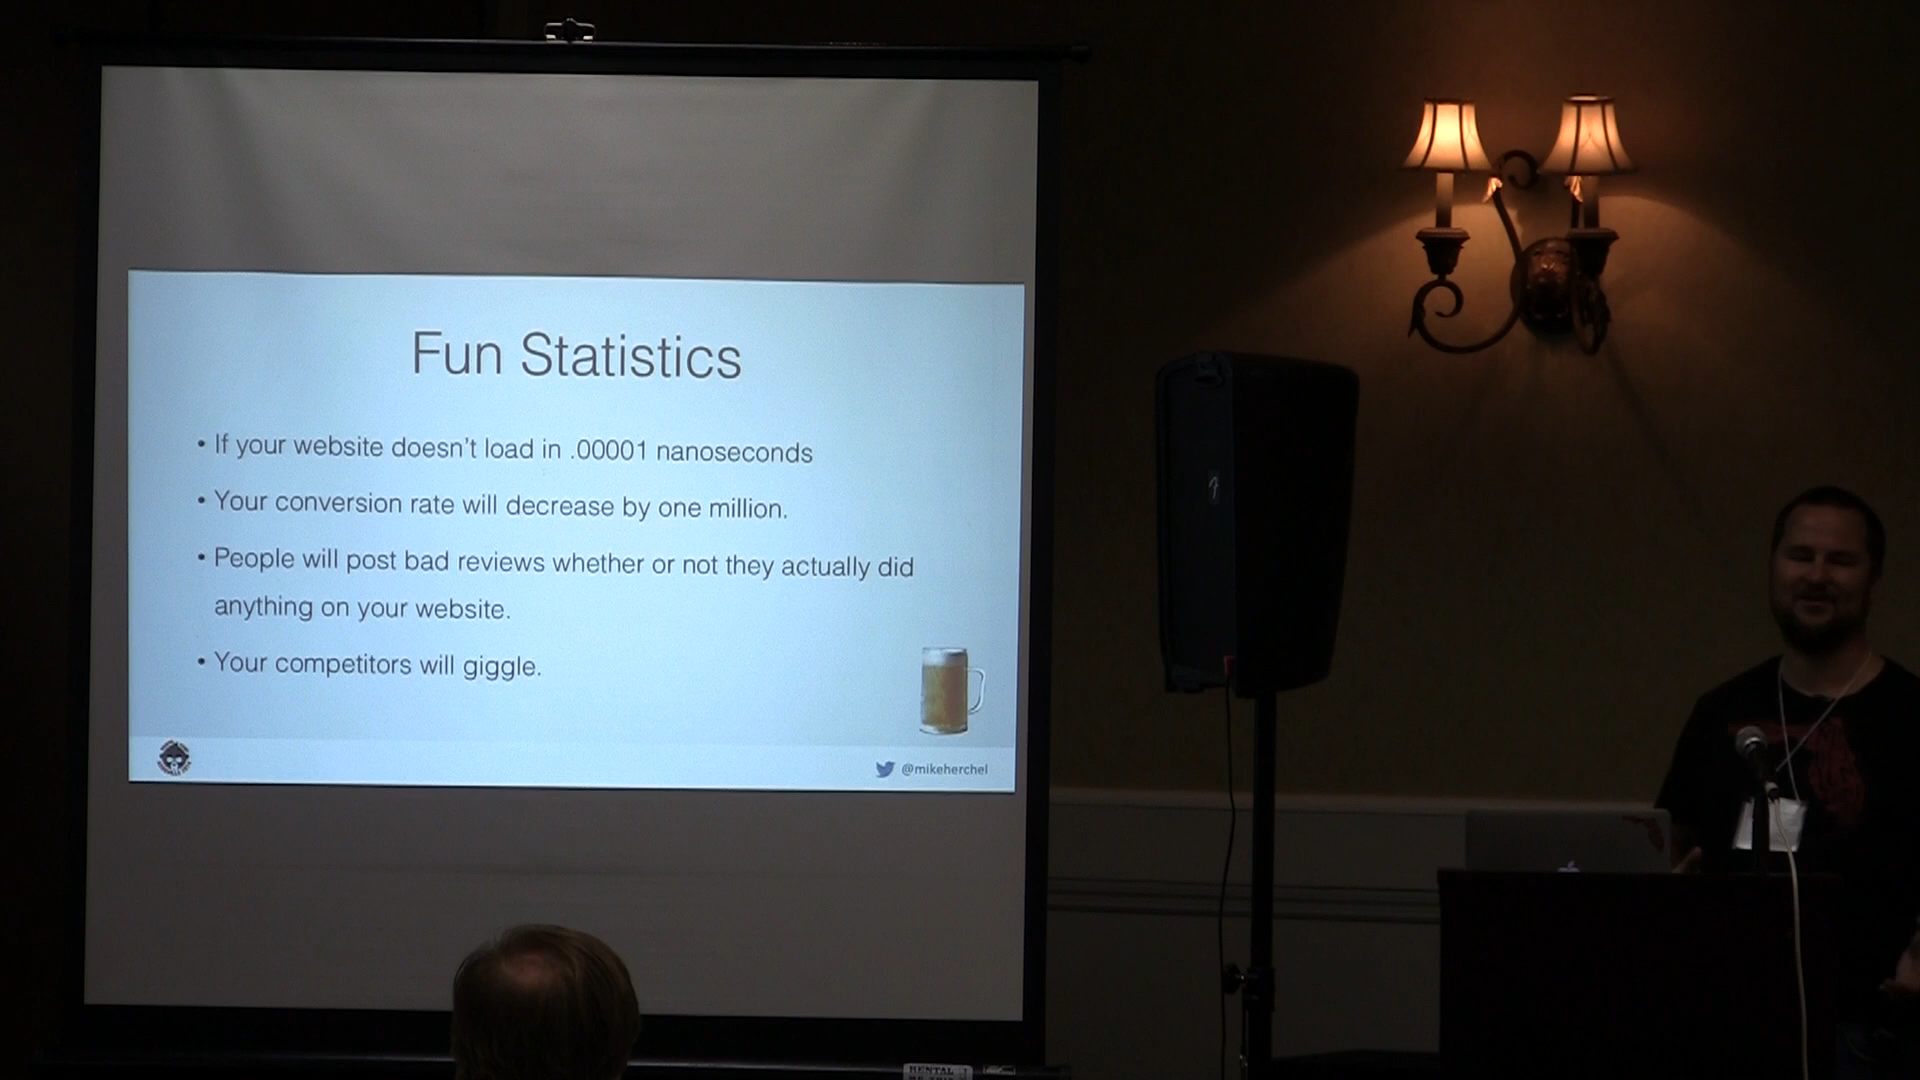 Fun Statistics
• If your website doesn't load in .00001 nanoseconds
• Your conversion rate will decrease by one million.
• People will post bad reviews whether or not they actually did
anything on your website.
• Your competitors will giggle.
@mikeherchel
RENTAL